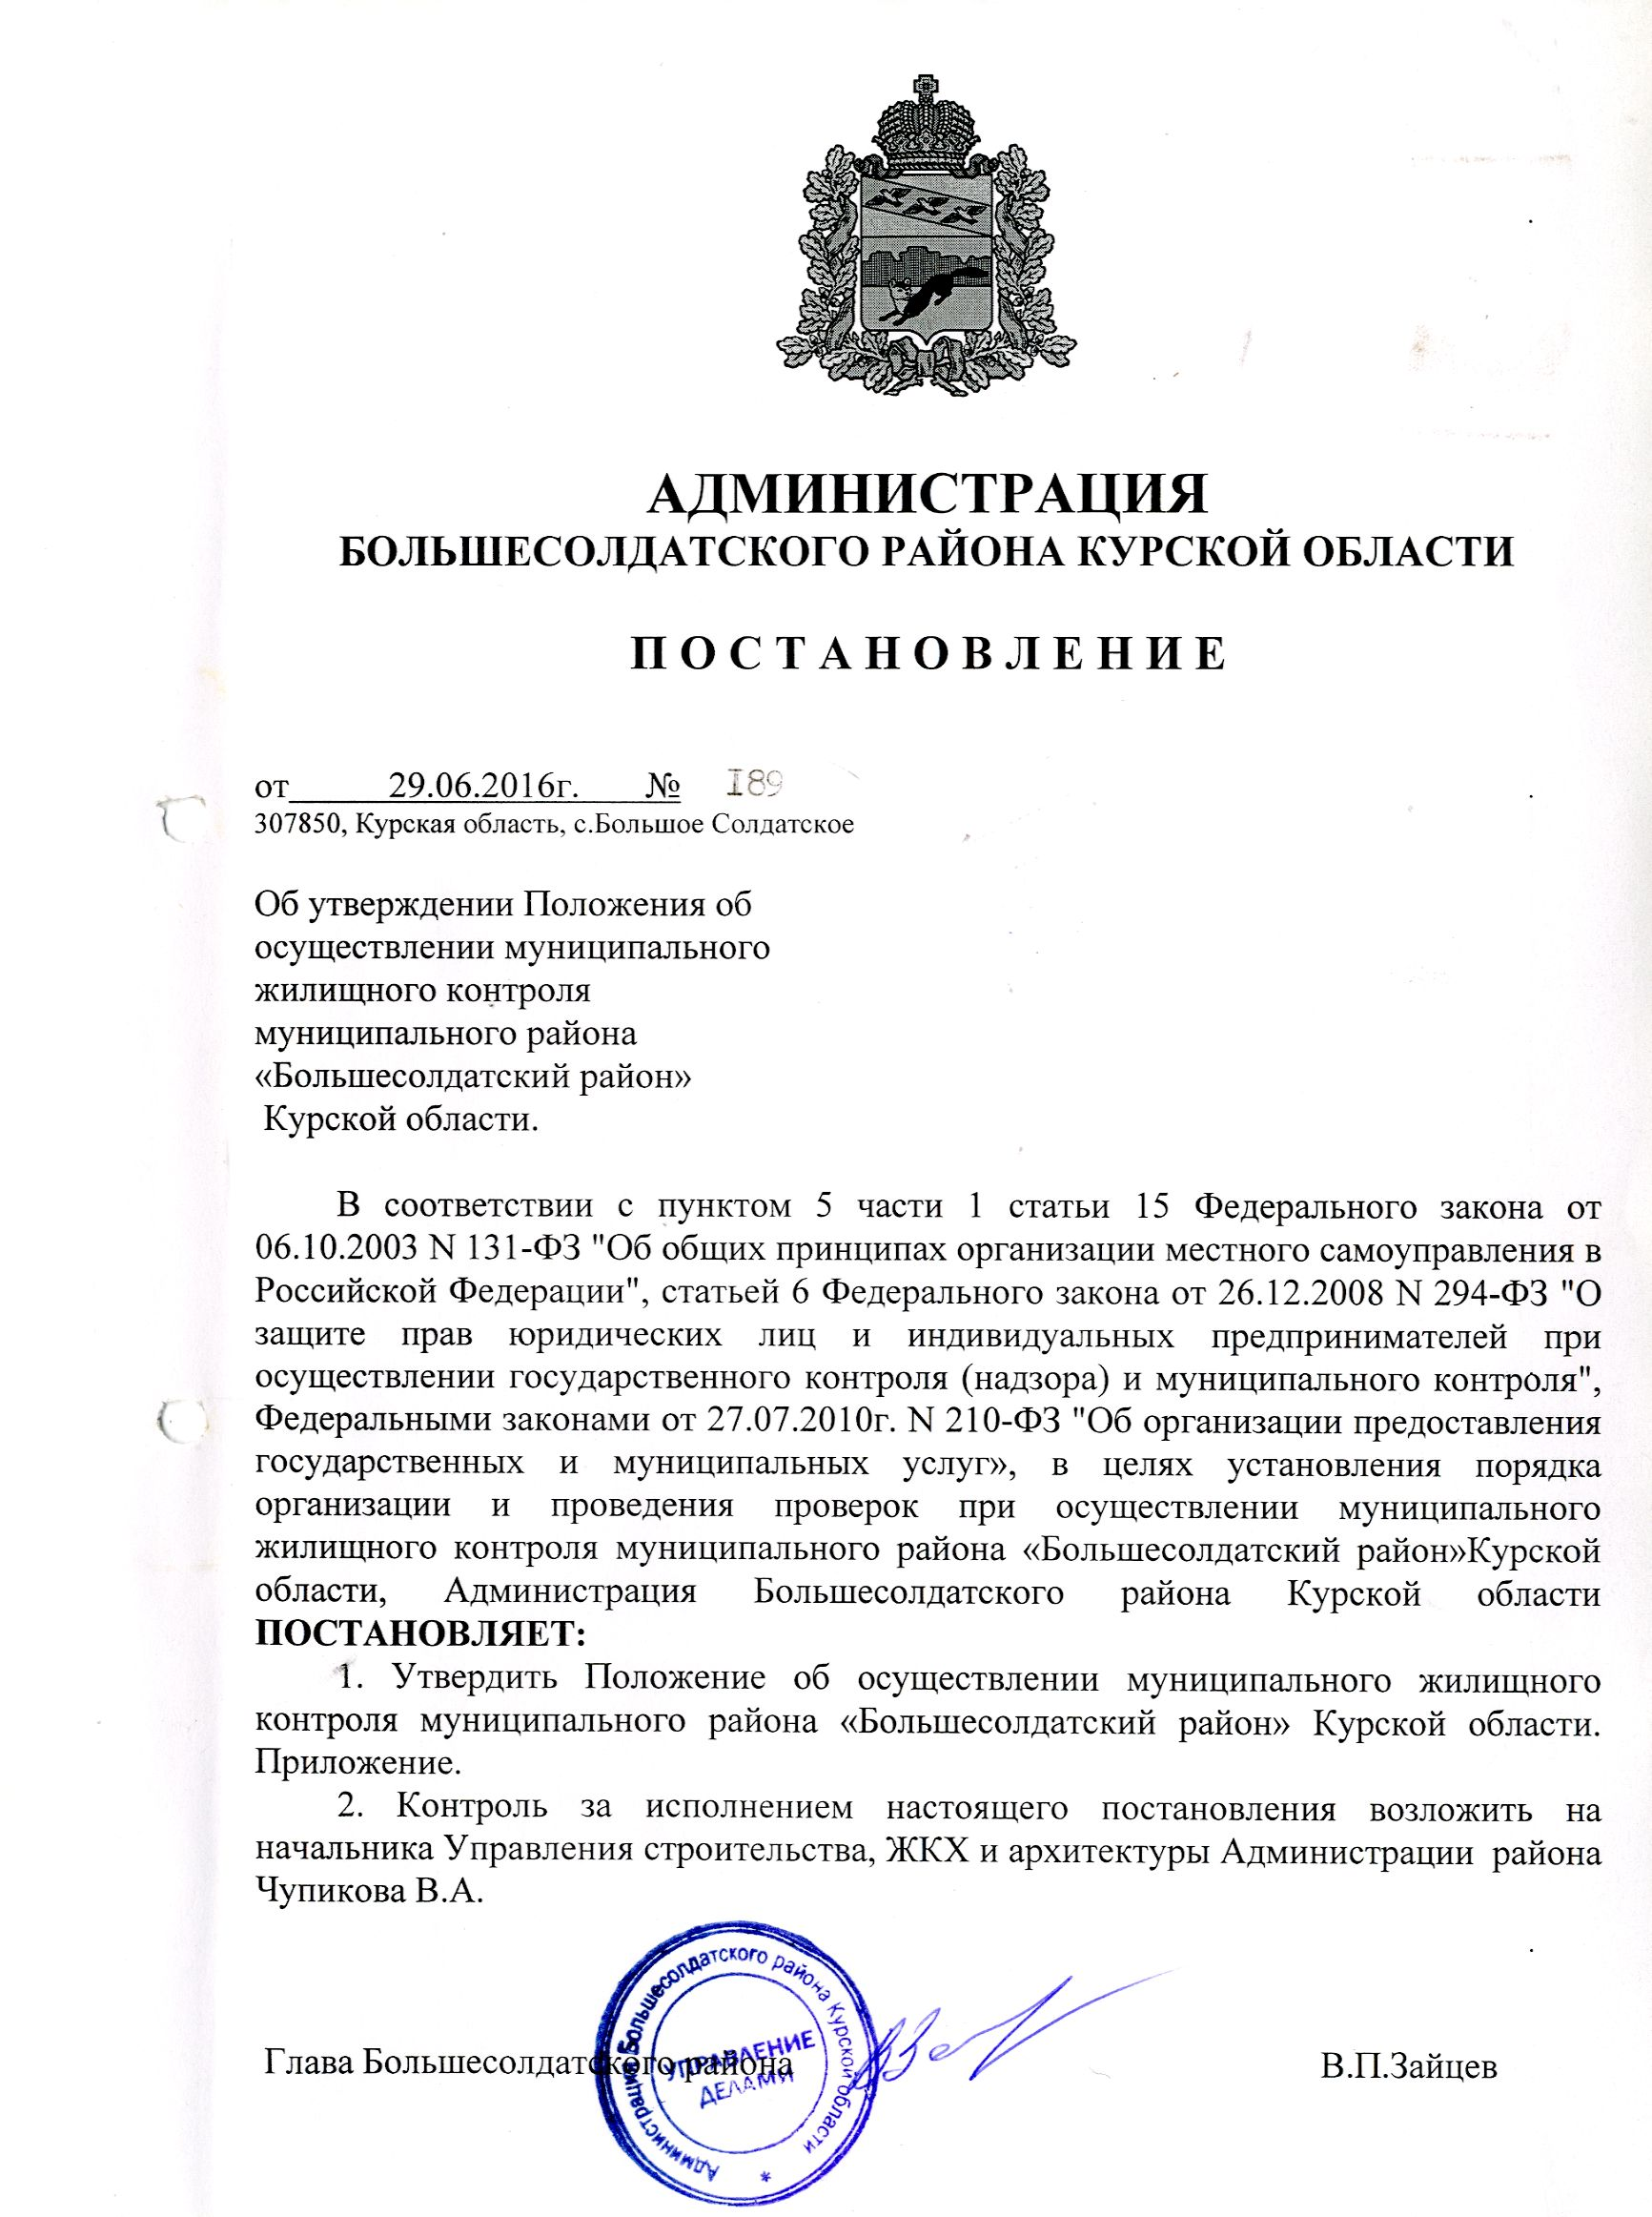 АДМИНИСТРАЦИЯ
БОЛЬШЕСОЛДАТСКОГО РАЙОНА КУРСКОЙ ОБЛАСТИ
П О С Т А Н О В Л Е Н И Е
от 29.06.2016г. № I89
307850, Курская область, с.Большое Солдатское
Об утверждении Положения об
осуществлении муниципального
жилищного контроля
муниципального района
«Большесолдатский район»
Курской области.
В соответствии с пунктом 5 части 1 статьи 15 Федерального закона от
06.10.2003 N 131-ФЗ "Об общих принципах организации местного самоуправления в
Российской Федерации", статьей 6 Федерального закона от 26.12.2008 N 294-ФЗ "О
защите прав юридических лиц и индивидуальных предпринимателей при
осуществлении государственного контроля (надзора) и муниципального контроля",
Федеральными законами от 27.07.2010г. N 210-ФЗ "Об организации предоставления
государственных и муниципальных услуг», в целях установления порядка
организации и проведения проверок при осуществлении муниципального
жилищного контроля муниципального района «Большесолдатский район»Курской
области, Администрация Большесолдатского района Курской области
ПОСТАНОВЛЯЕТ:
1. Утвердить Положение об осуществлении муниципального жилищного
контроля муниципального района «Большесолдатский район» Курской области.
Приложение.
2. Контроль за исполнением настоящего постановления возложить на
начальника Управления строительства, ЖКХ и архитектуры Администрации района
Чупикова В.А.
Глава Большесолдатского района В.П.Зайцев
Администрация Большесолдатского района Курской области *
УПРАВЛЕНИЕ
ДЕЛАМИ